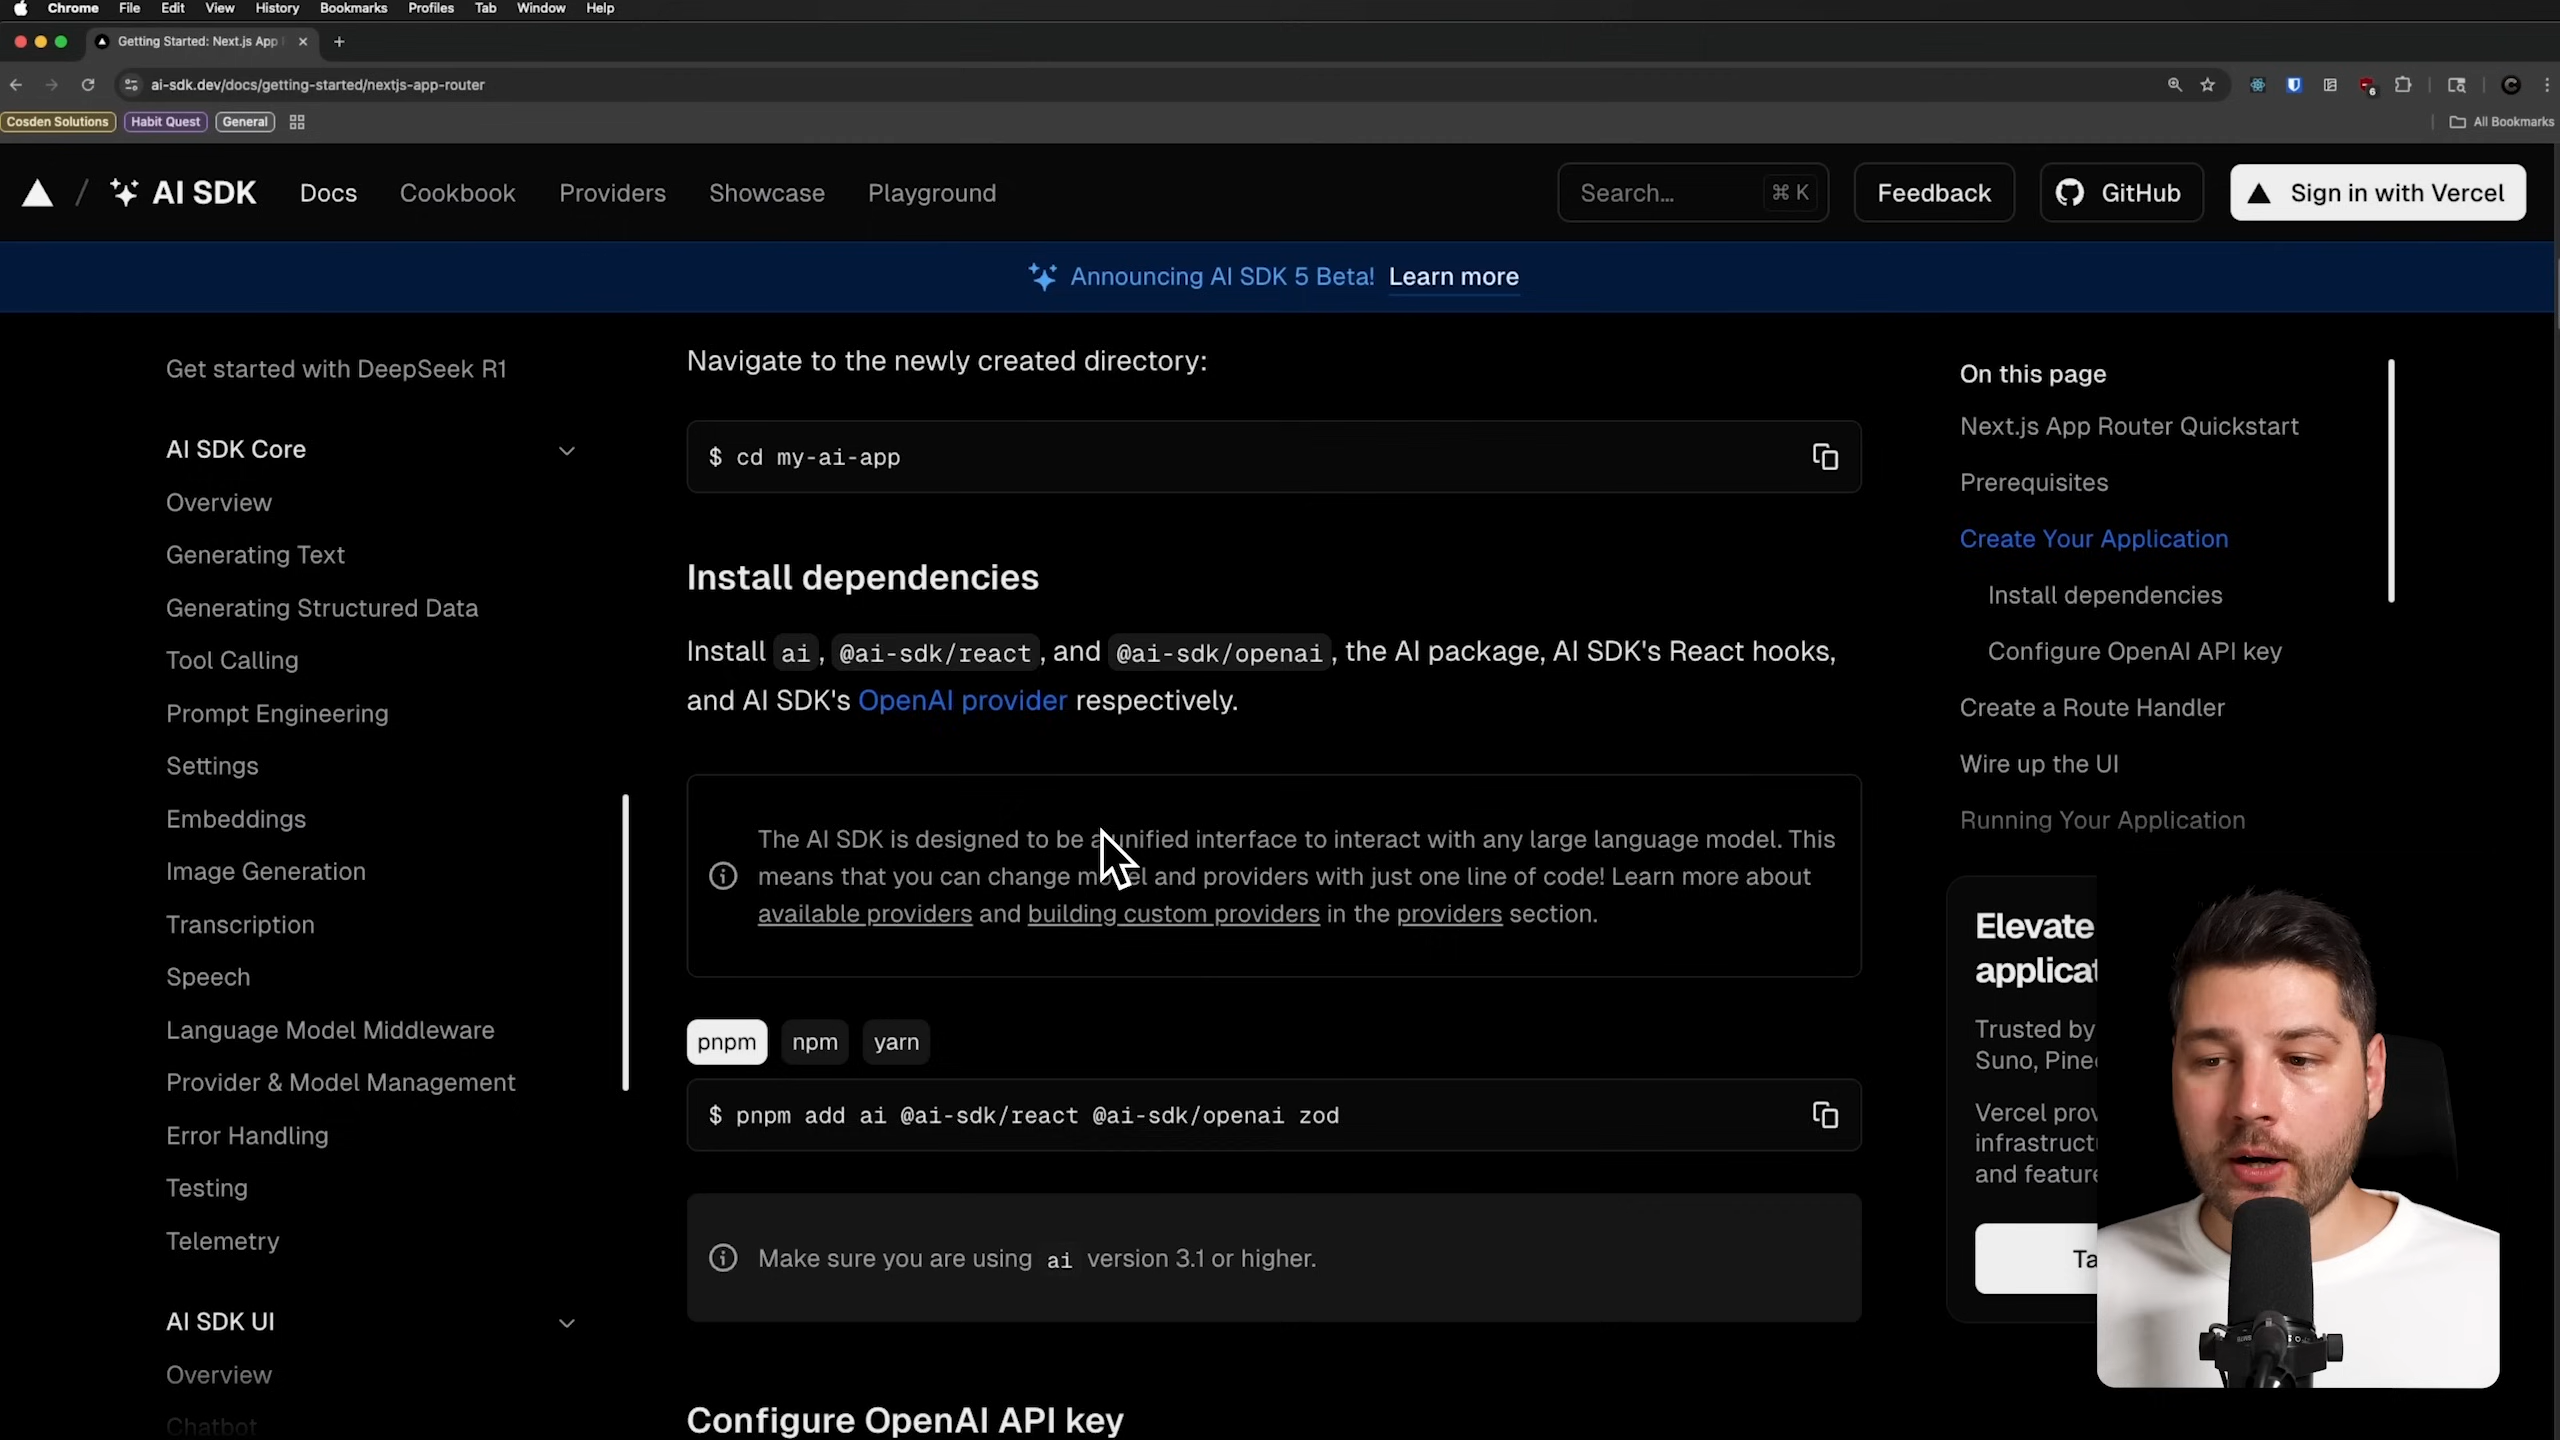 Chrome File Edit View History Bookmarks Profiles Tab Window Help
Getting Started: Next.js App
ai-sdk.dev/docs/getting-started/nextjs-app-router
6
Cosden Solutions Habit Quest General
All Bookmarks
AI SDK Docs Cookbook Providers Showcase Playground
Search... ⌘ K Feedback GitHub Sign in with Vercel
Announcing AI SDK 5 Beta! Learn more
Get started with DeepSeek R1
AI SDK Core
Overview
Generating Text
Generating Structured Data
Tool Calling
Prompt Engineering
Settings
Embeddings
Image Generation
Transcription
Speech
Language Model Middleware
Provider & Model Management
Error Handling
Testing
Telemetry
AI SDK UI
Overview
Chatbot
Navigate to the newly created directory:
$ cd my-ai-app
Install dependencies
Install ai, @ai-sdk/react, and @ai-sdk/openai, the AI package, AI SDK's React hooks,
and AI SDK's OpenAI provider respectively.
The AI SDK is designed to be a unified interface to interact with any large language model. This
means that you can change model and providers with just one line of code! Learn more about
available providers and building custom providers in the providers section.
pnpm npm yarn
$ pnpm add ai @ai-sdk/react @ai-sdk/openai zod
Make sure you are using ai version 3.1 or higher.
Configure OpenAI API key
On this page
Next.js App Router Quickstart
Prerequisites
Create Your Application
Install dependencies
Configure OpenAI API key
Create a Route Handler
Wire up the UI
Running Your Application
Elevate
applicat
Trusted by
Suno, Pine
Vercel prov
infrastructu
and feature
Ta